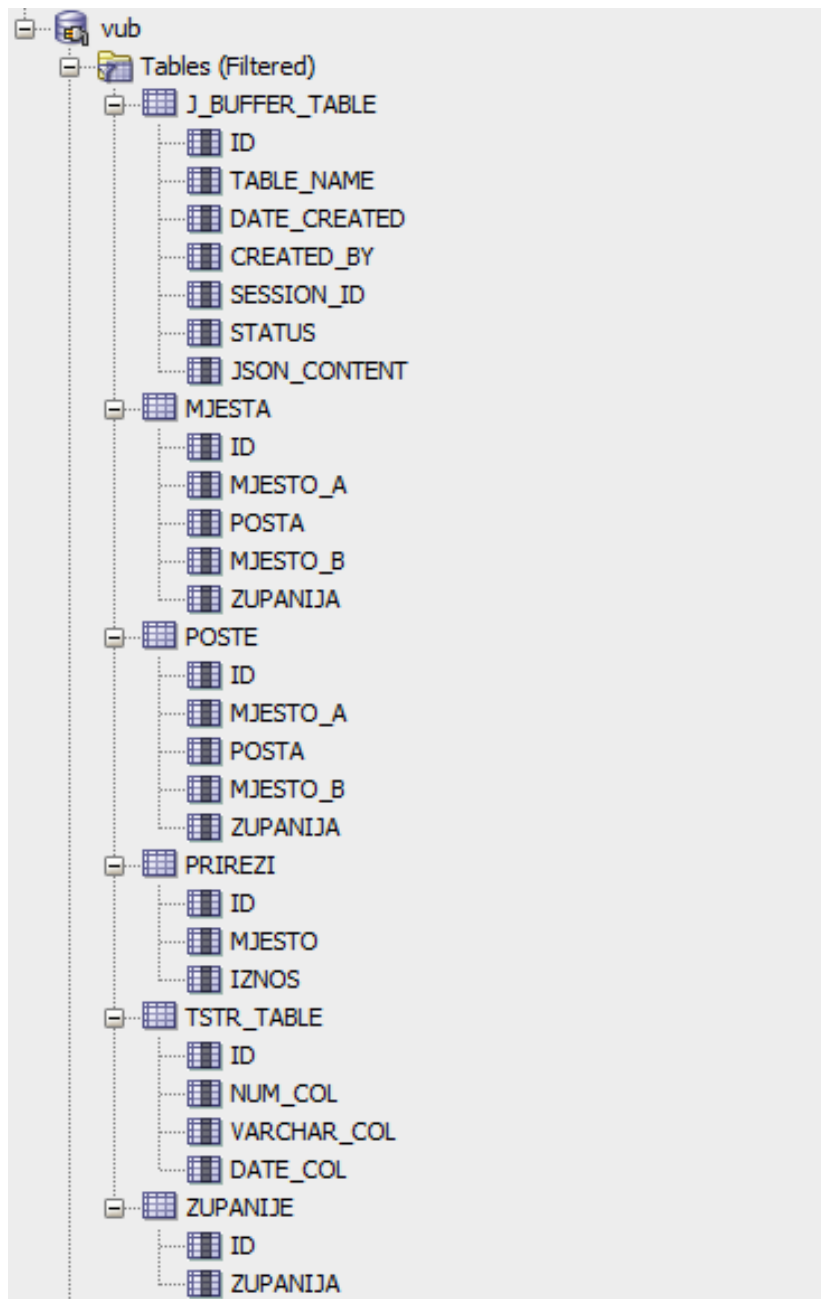 vub
Tables (Filtered)
J_BUFFER_TABLE
ID
TABLE_NAME
DATE_CREATED
CREATED_BY
SESSION_ID
STATUS
JSON_CONTENT
MJESTA
ID
MJESTO_A
POSTA
MJESTO_B
ZUPANIJA
POSTE
ID
MJESTO_A
POSTA
MJESTO_B
ZUPANIJA
PRIREZI
ID
MJESTO
IZNOS
TSTR_TABLE
ID
NUM_COL
VARCHAR_COL
DATE_COL
ZUPANIJE
ID
ZUPANIJA